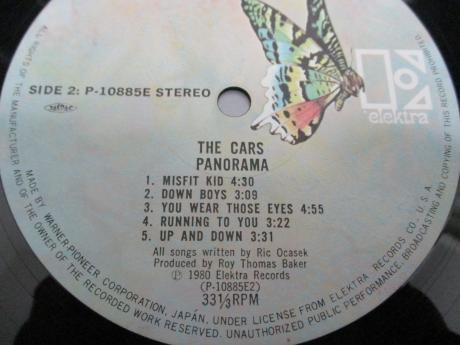 SIDE 2: P-10885E STEREO
elektra
THE CARS
PANORAMA
1. MISFIT KID 4:30
2. DOWN BOYS 3:09
3. YOU WEAR THOSE EYES 4:55
4. RUNNING TO YOU 3:22
5. UP AND DOWN 3:31
All songs written by Ric Ocasek
Produced by Roy Thomas Baker
Ⓟ 1980 Elektra Records
(P-10885E2)
33⅓RPM
MADE BY WARNER-PIONEER CORPORATION, JAPAN, UNDER LICENSE FROM ELEKTRA RECORDS CO. U.S.A.
ALL RIGHTS OF THE MANUFACTURER AND OF THE OWNER OF THE RECORDED WORK RESERVED. UNAUTHORIZED PUBLIC PERFORMANCE, BROADCASTING AND COPYING OF THIS RECORD PROHIBITED.